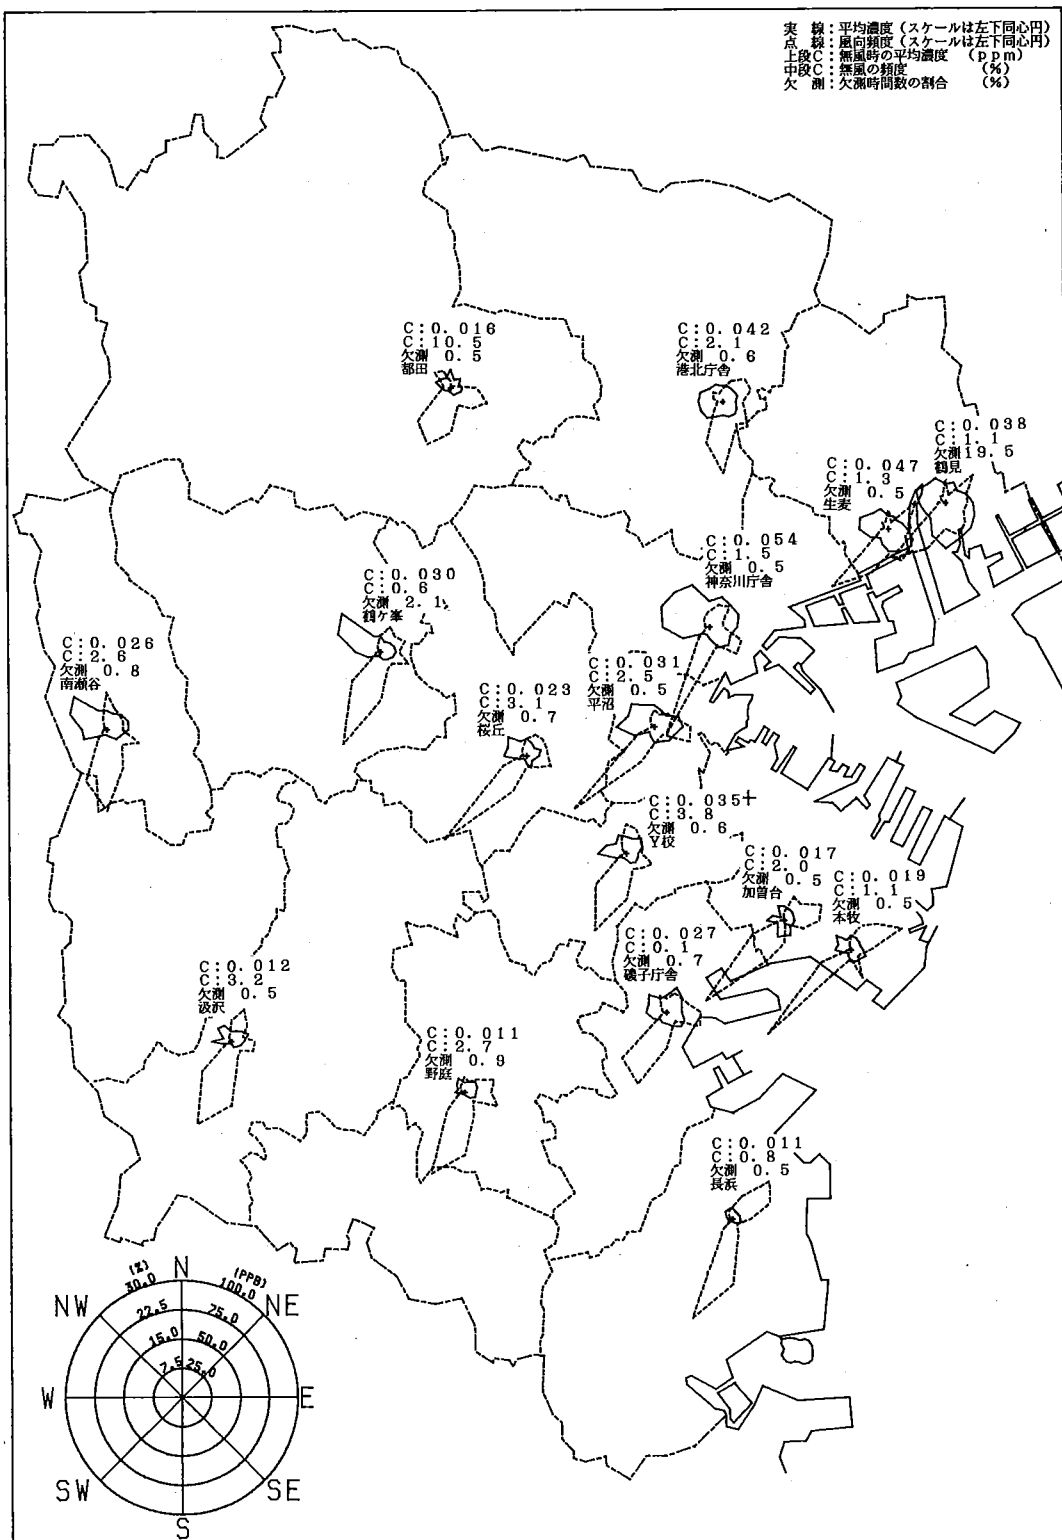 実 線：平均濃度（スケールは左下同心円）
点 線：風向頻度（スケールは左下同心円）
上段C：無風時の平均濃度 （ppm）
中段C：無風の頻度 （%）
欠 測：欠測時間数の割合 （%）
C：0.016
C：10.5
欠測 0.5
都田
C：0.042
C：2.1
欠測 0.6
港北庁舎
C：0.038
C：1.1
欠測19.5
鶴見
C：0.047
C：1.3
欠測 0.5
生麦
C：0.054
C：1.5
欠測 0.5
神奈川庁舎
C：0.030
C：0.6
欠測 2.1
鶴ケ峯
C：0.026
C：2.6
欠測 0.8
南瀬谷
C：0.031
C：2.5
欠測 0.5
平沼
C：0.023
C：3.1
欠測 0.7
桜丘
C：0.035+
C：3.8
欠測 0.6
Y校
C：0.017
C：2.0
欠測 0.5
加曽台
C：0.019
C：1.1
欠測 0.5
本牧
C：0.027
C：0.1
欠測 0.7
磯子庁舎
C：0.012
C：3.2
欠測 0.5
汲沢
C：0.011
C：2.7
欠測 0.9
野庭
C：0.011
C：0.8
欠測 0.5
長浜
(%) N (PPB)
30.0 100.0
NW 22.5 75.0 NE
15.0 50.0
7.5 25.0
W E
SW SE
S